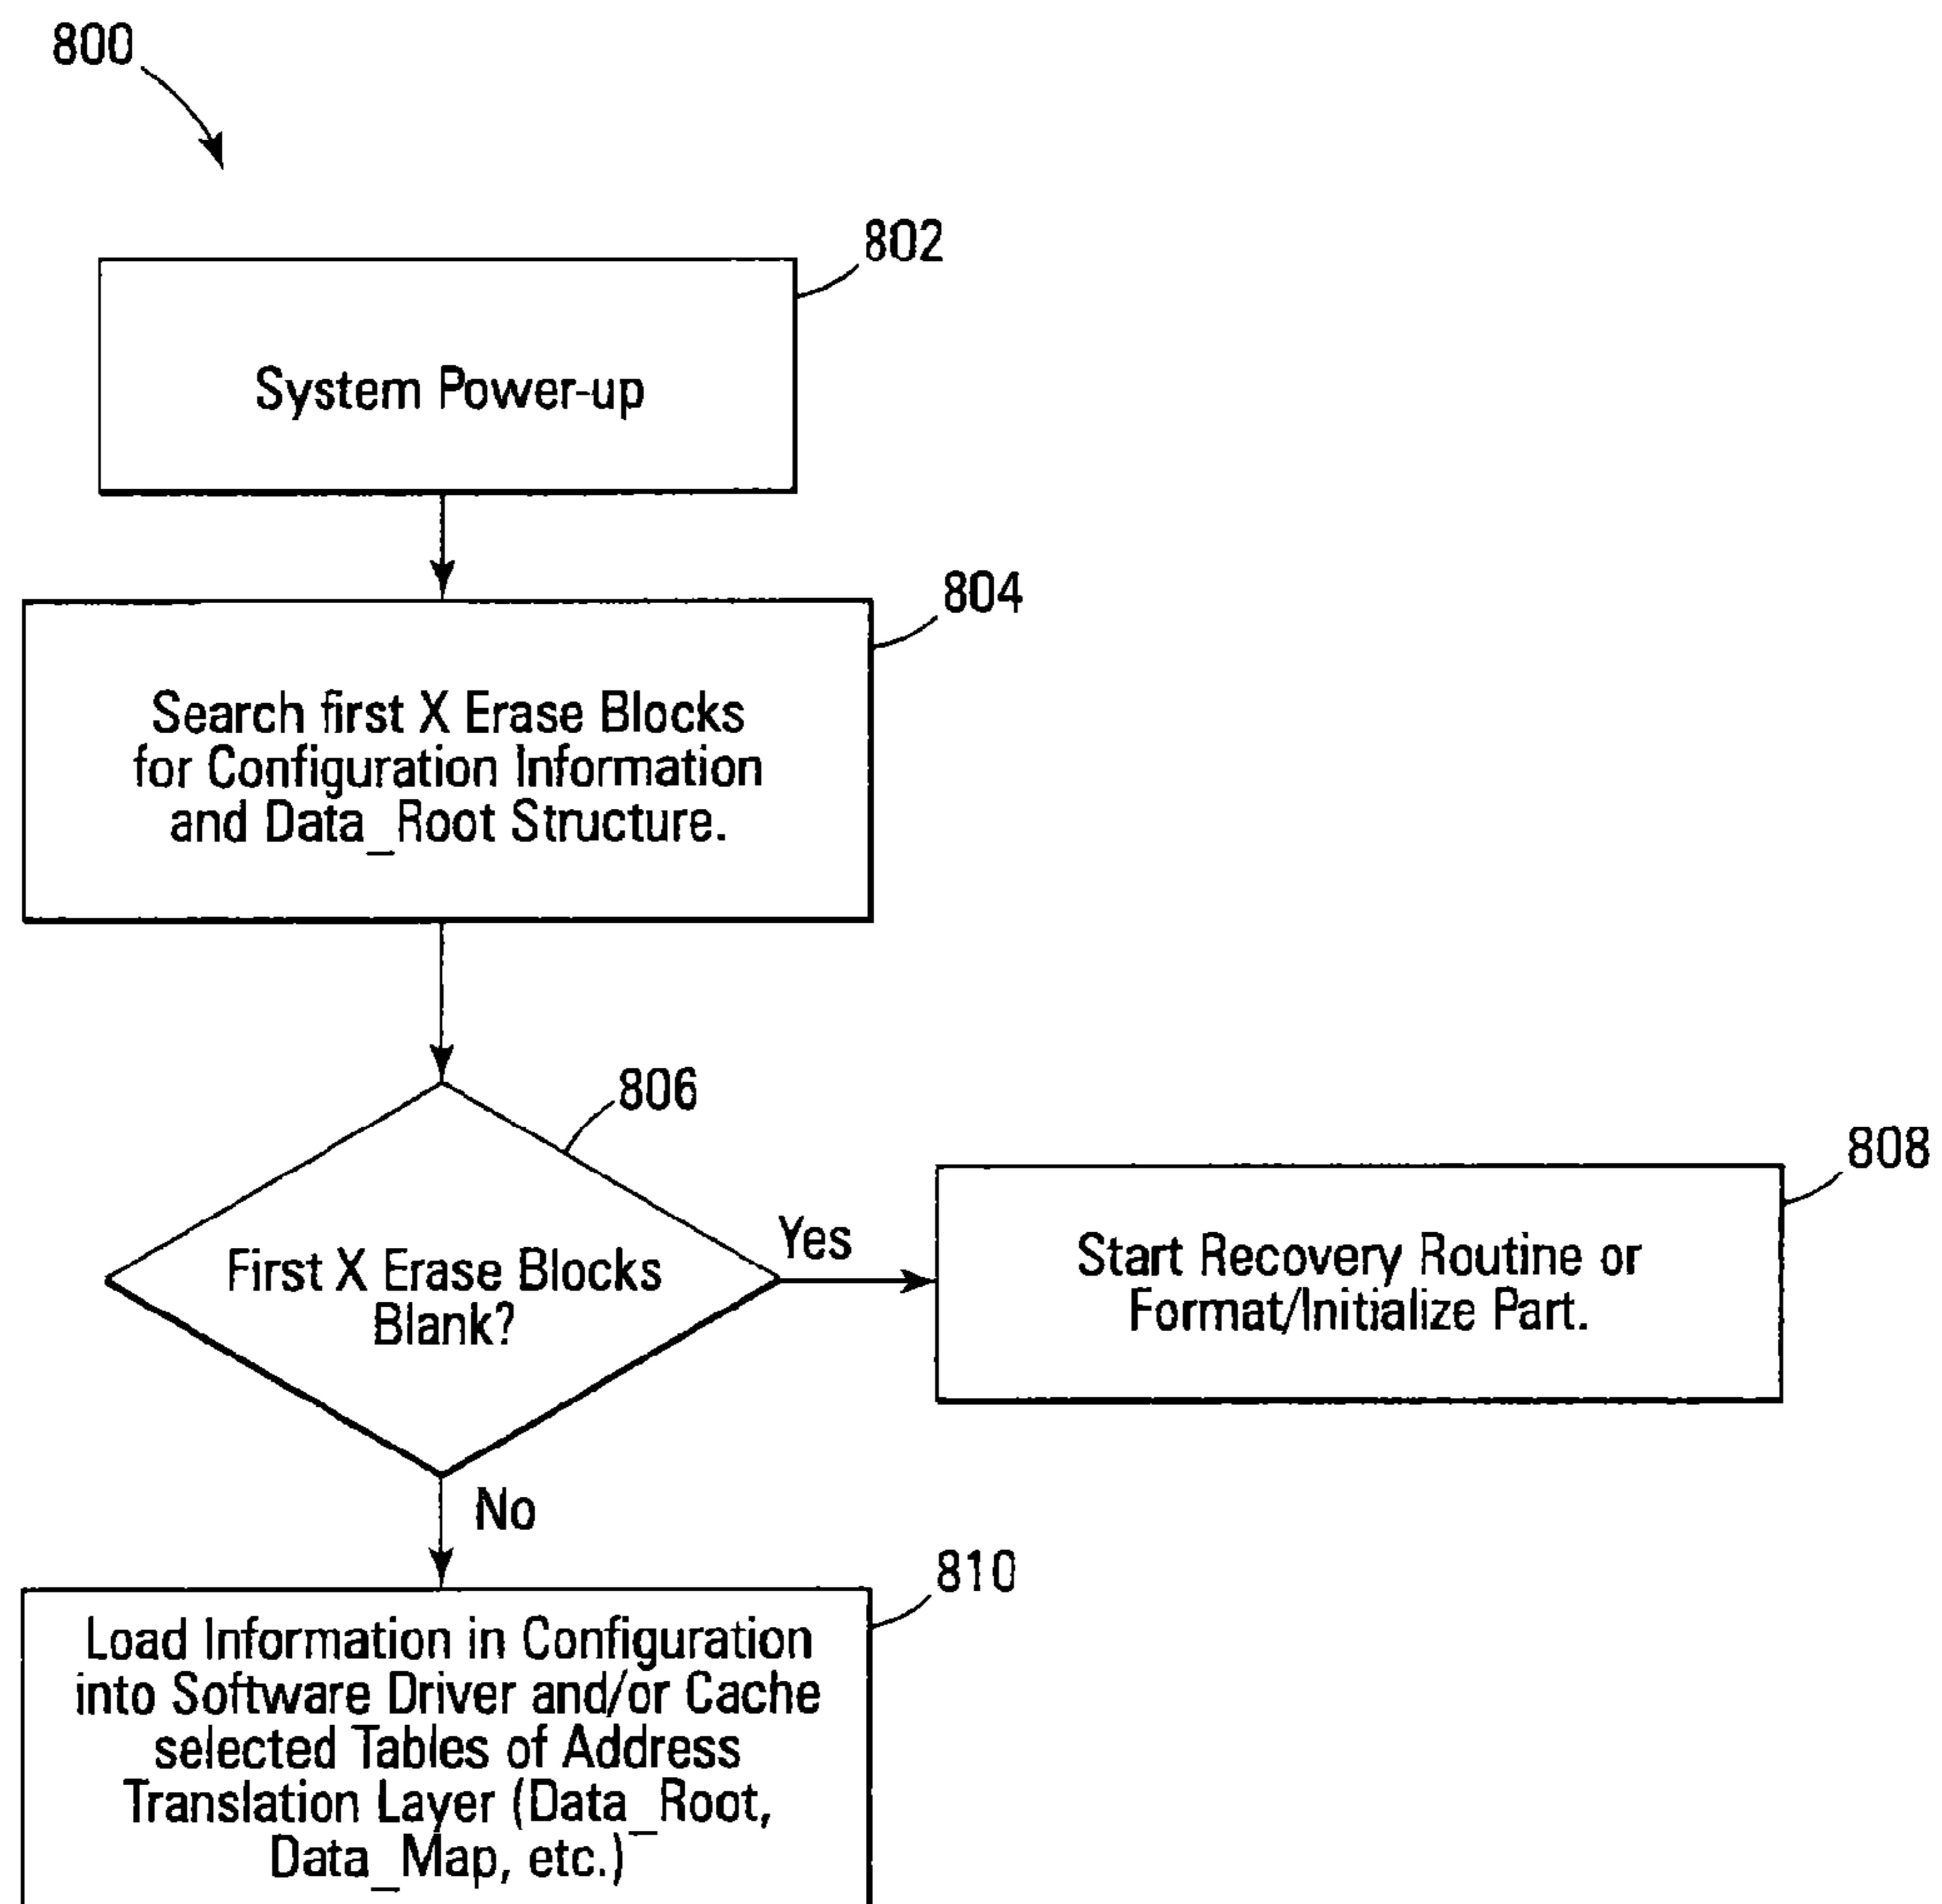 800
802
System Power-up
804
Search first X Erase Blocks
for Configuration Information
and Data_Root Structure.
806
First X Erase Blocks
Blank?
Yes
808
Start Recovery Routine or
Format/Initialize Part.
No
810
Load Information in Configuration
into Software Driver and/or Cache
selected Tables of Address
Translation Layer (Data_Root,
Data_Map, etc.)